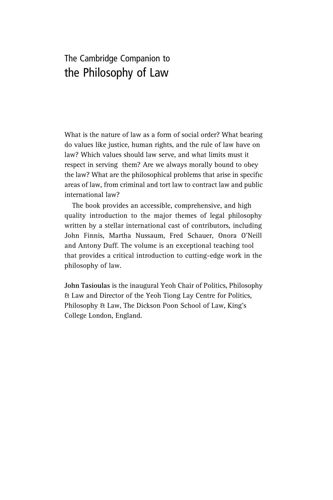 The Cambridge Companion to
the Philosophy of Law
What is the nature of law as a form of social order? What bearing
do values like justice, human rights, and the rule of law have on
law? Which values should law serve, and what limits must it
respect in serving them? Are we always morally bound to obey
the law? What are the philosophical problems that arise in specific
areas of law, from criminal and tort law to contract law and public
international law?
The book provides an accessible, comprehensive, and high
quality introduction to the major themes of legal philosophy
written by a stellar international cast of contributors, including
John Finnis, Martha Nussaum, Fred Schauer, Onora O'Neill
and Antony Duff. The volume is an exceptional teaching tool
that provides a critical introduction to cutting-edge work in the
philosophy of law.
John Tasioulas is the inaugural Yeoh Chair of Politics, Philosophy
& Law and Director of the Yeoh Tiong Lay Centre for Politics,
Philosophy & Law, The Dickson Poon School of Law, King's
College London, England.